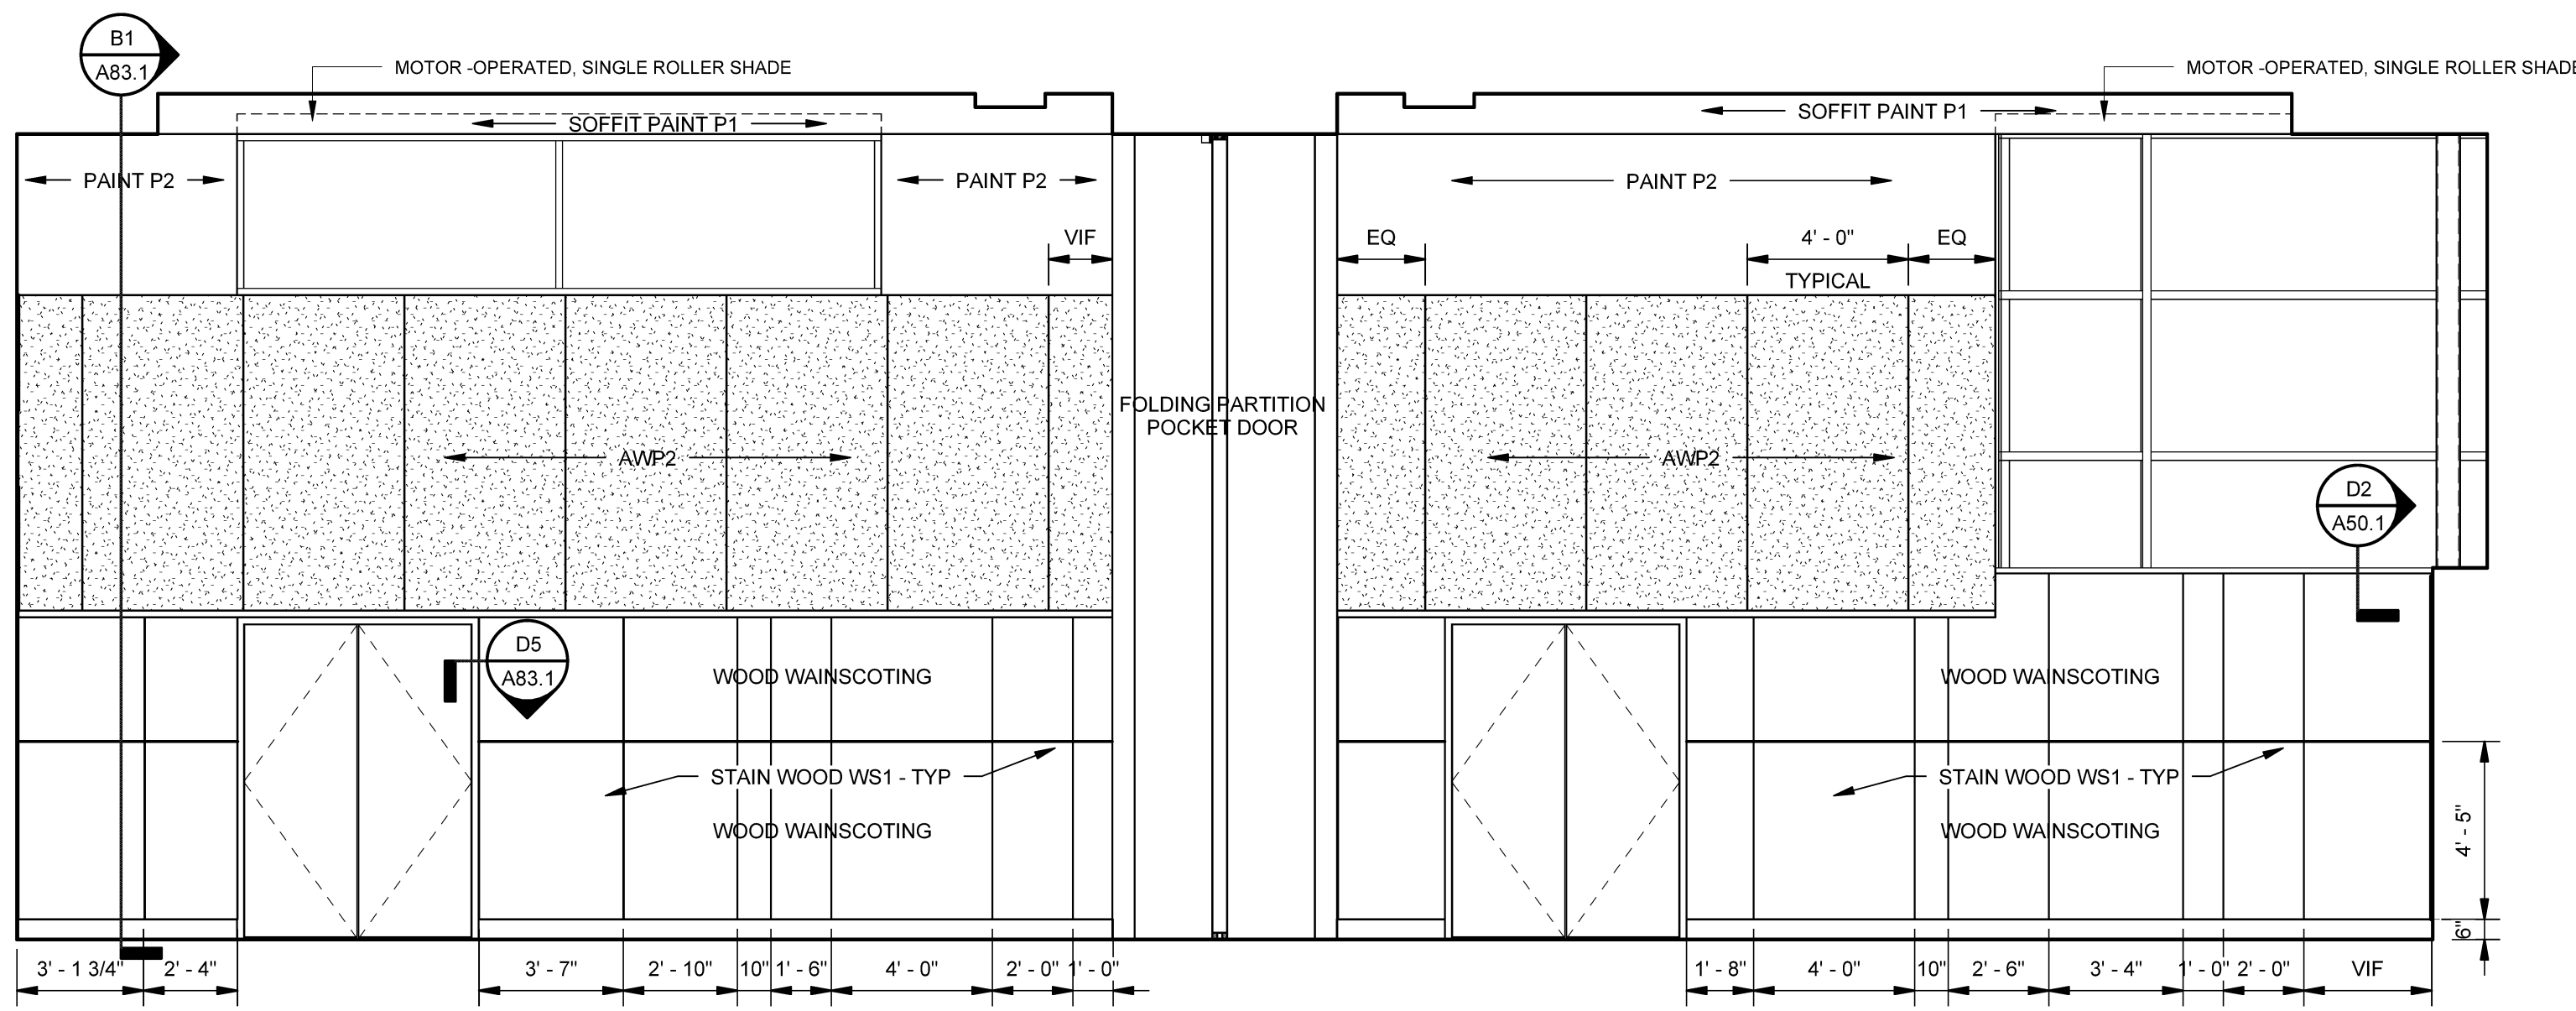 B1
A83.1
MOTOR -OPERATED, SINGLE ROLLER SHADE
MOTOR -OPERATED, SINGLE ROLLER SHADE
SOFFIT PAINT P1
SOFFIT PAINT P1
PAINT P2
PAINT P2
PAINT P2
VIF
EQ
4' - 0"
EQ
TYPICAL
FOLDING PARTITION
POCKET DOOR
AWP2
AWP2
D2
A50.1
D5
A83.1
WOOD WAINSCOTING
WOOD WAINSCOTING
STAIN WOOD WS1 - TYP
STAIN WOOD WS1 - TYP
WOOD WAINSCOTING
WOOD WAINSCOTING
4' - 5"
6"
3' - 1 3/4"
2' - 4"
3' - 7"
2' - 10"
10"
1' - 6"
4' - 0"
2' - 0"
1' - 0"
1' - 8"
4' - 0"
10"
2' - 6"
3' - 4"
1' - 0"
2' - 0"
VIF